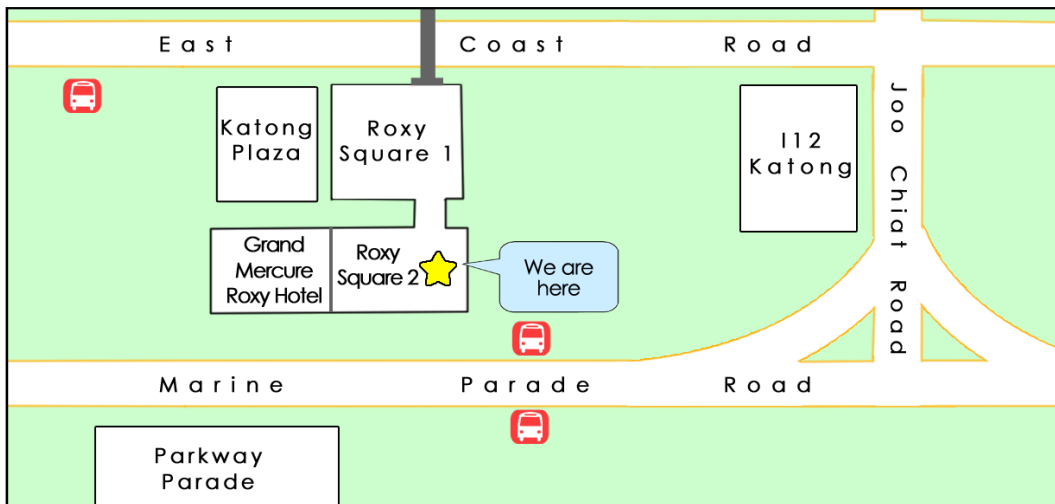 East Coast Road
Katong
Plaza
Roxy
Square 1
I12
Katong
Joo Chiat Road
Grand
Mercure
Roxy Hotel
Roxy
Square 2
We are
here
Marine Parade Road
Parkway
Parade